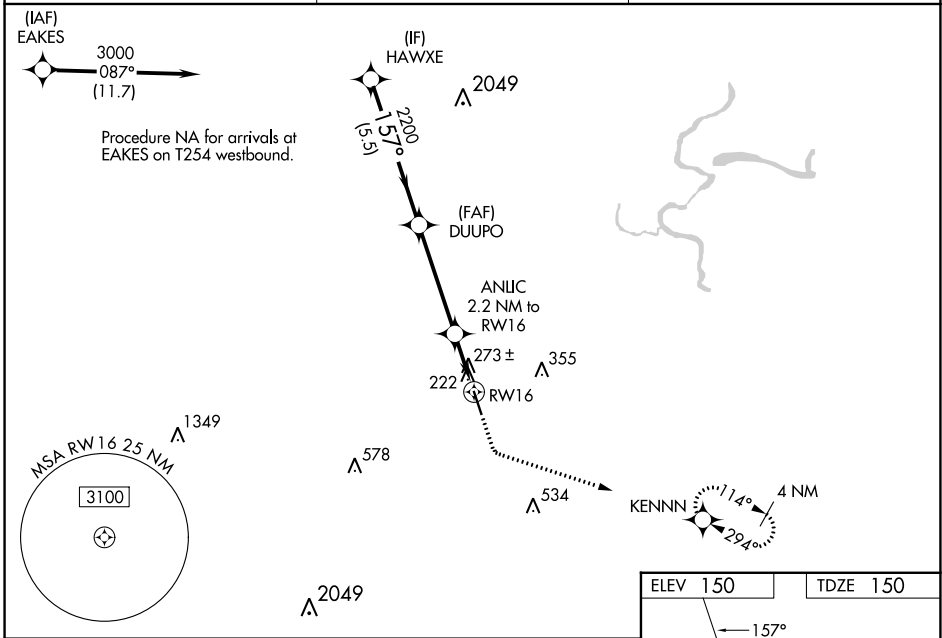 (IAF)
EAKES
3000
087°
(11.7)
Procedure NA for arrivals at
EAKES on T254 westbound.
(IF)
HAWXE
2049
2200
157°
(5.5)
(FAF)
DUUPO
ANLIC
2.2 NM to
RW16
273 ±
355
222
RW16
1349
MSA RW16 25 NM
3100
578
534
KENNN
114°
4 NM
294°
2049
ELEV 150
TDZE 150
157°